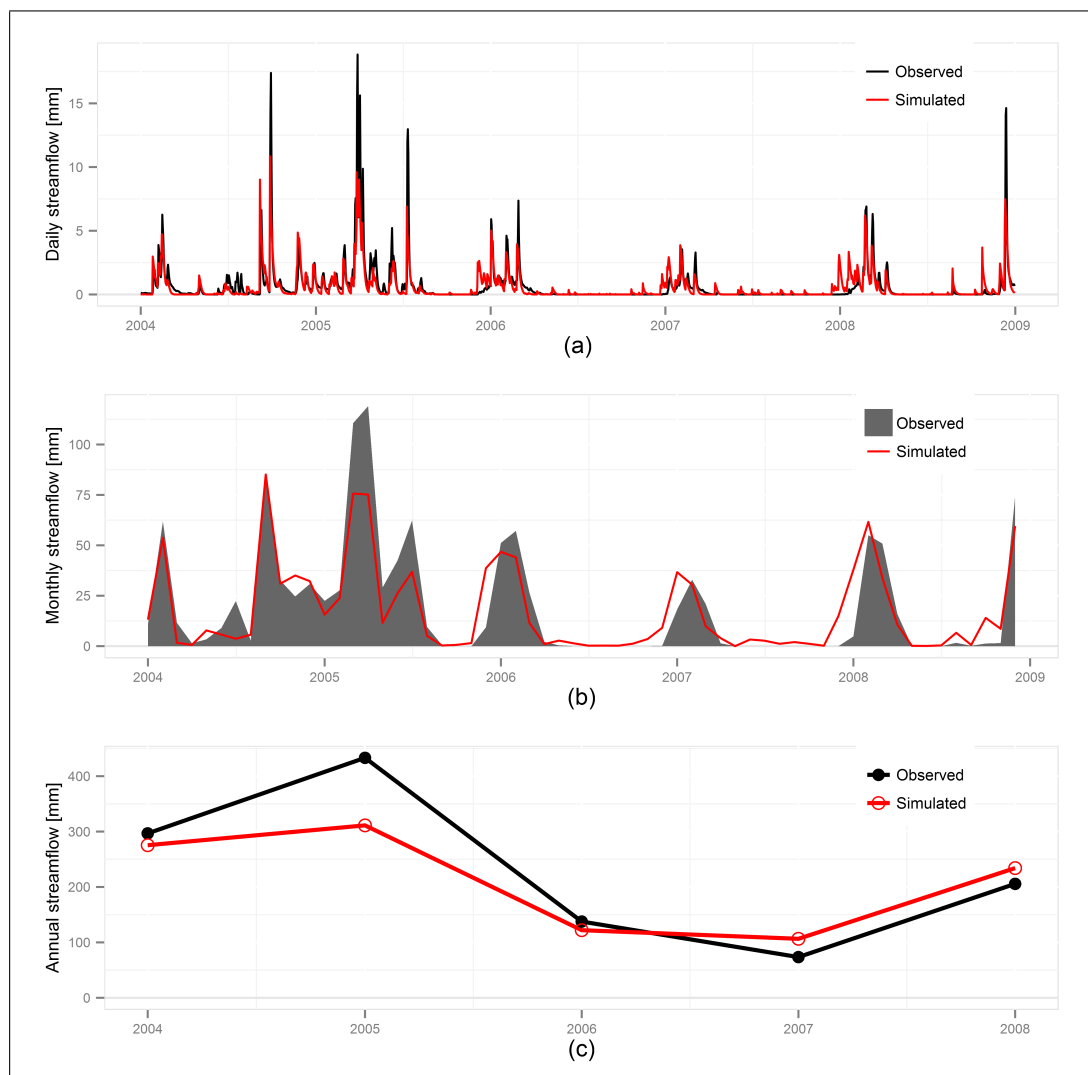 Daily streamflow [mm]
15
10
5
0
Observed
Simulated
2004 2005 2006 2007 2008 2009
(a)
Monthly streamflow [mm]
100
75
50
25
0
Observed
Simulated
2004 2005 2006 2007 2008 2009
(b)
Annual streamflow [mm]
400
300
200
100
0
Observed
Simulated
2004 2005 2006 2007 2008
(c)